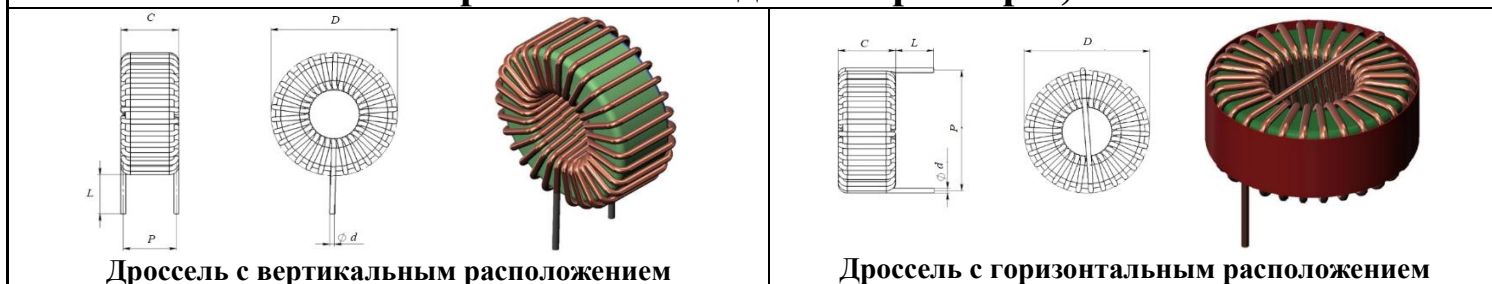 C
D
L
P
∅ d
Дроссель с вертикальным расположением
C
L
D
P
∅ d
Дроссель с горизонтальным расположением